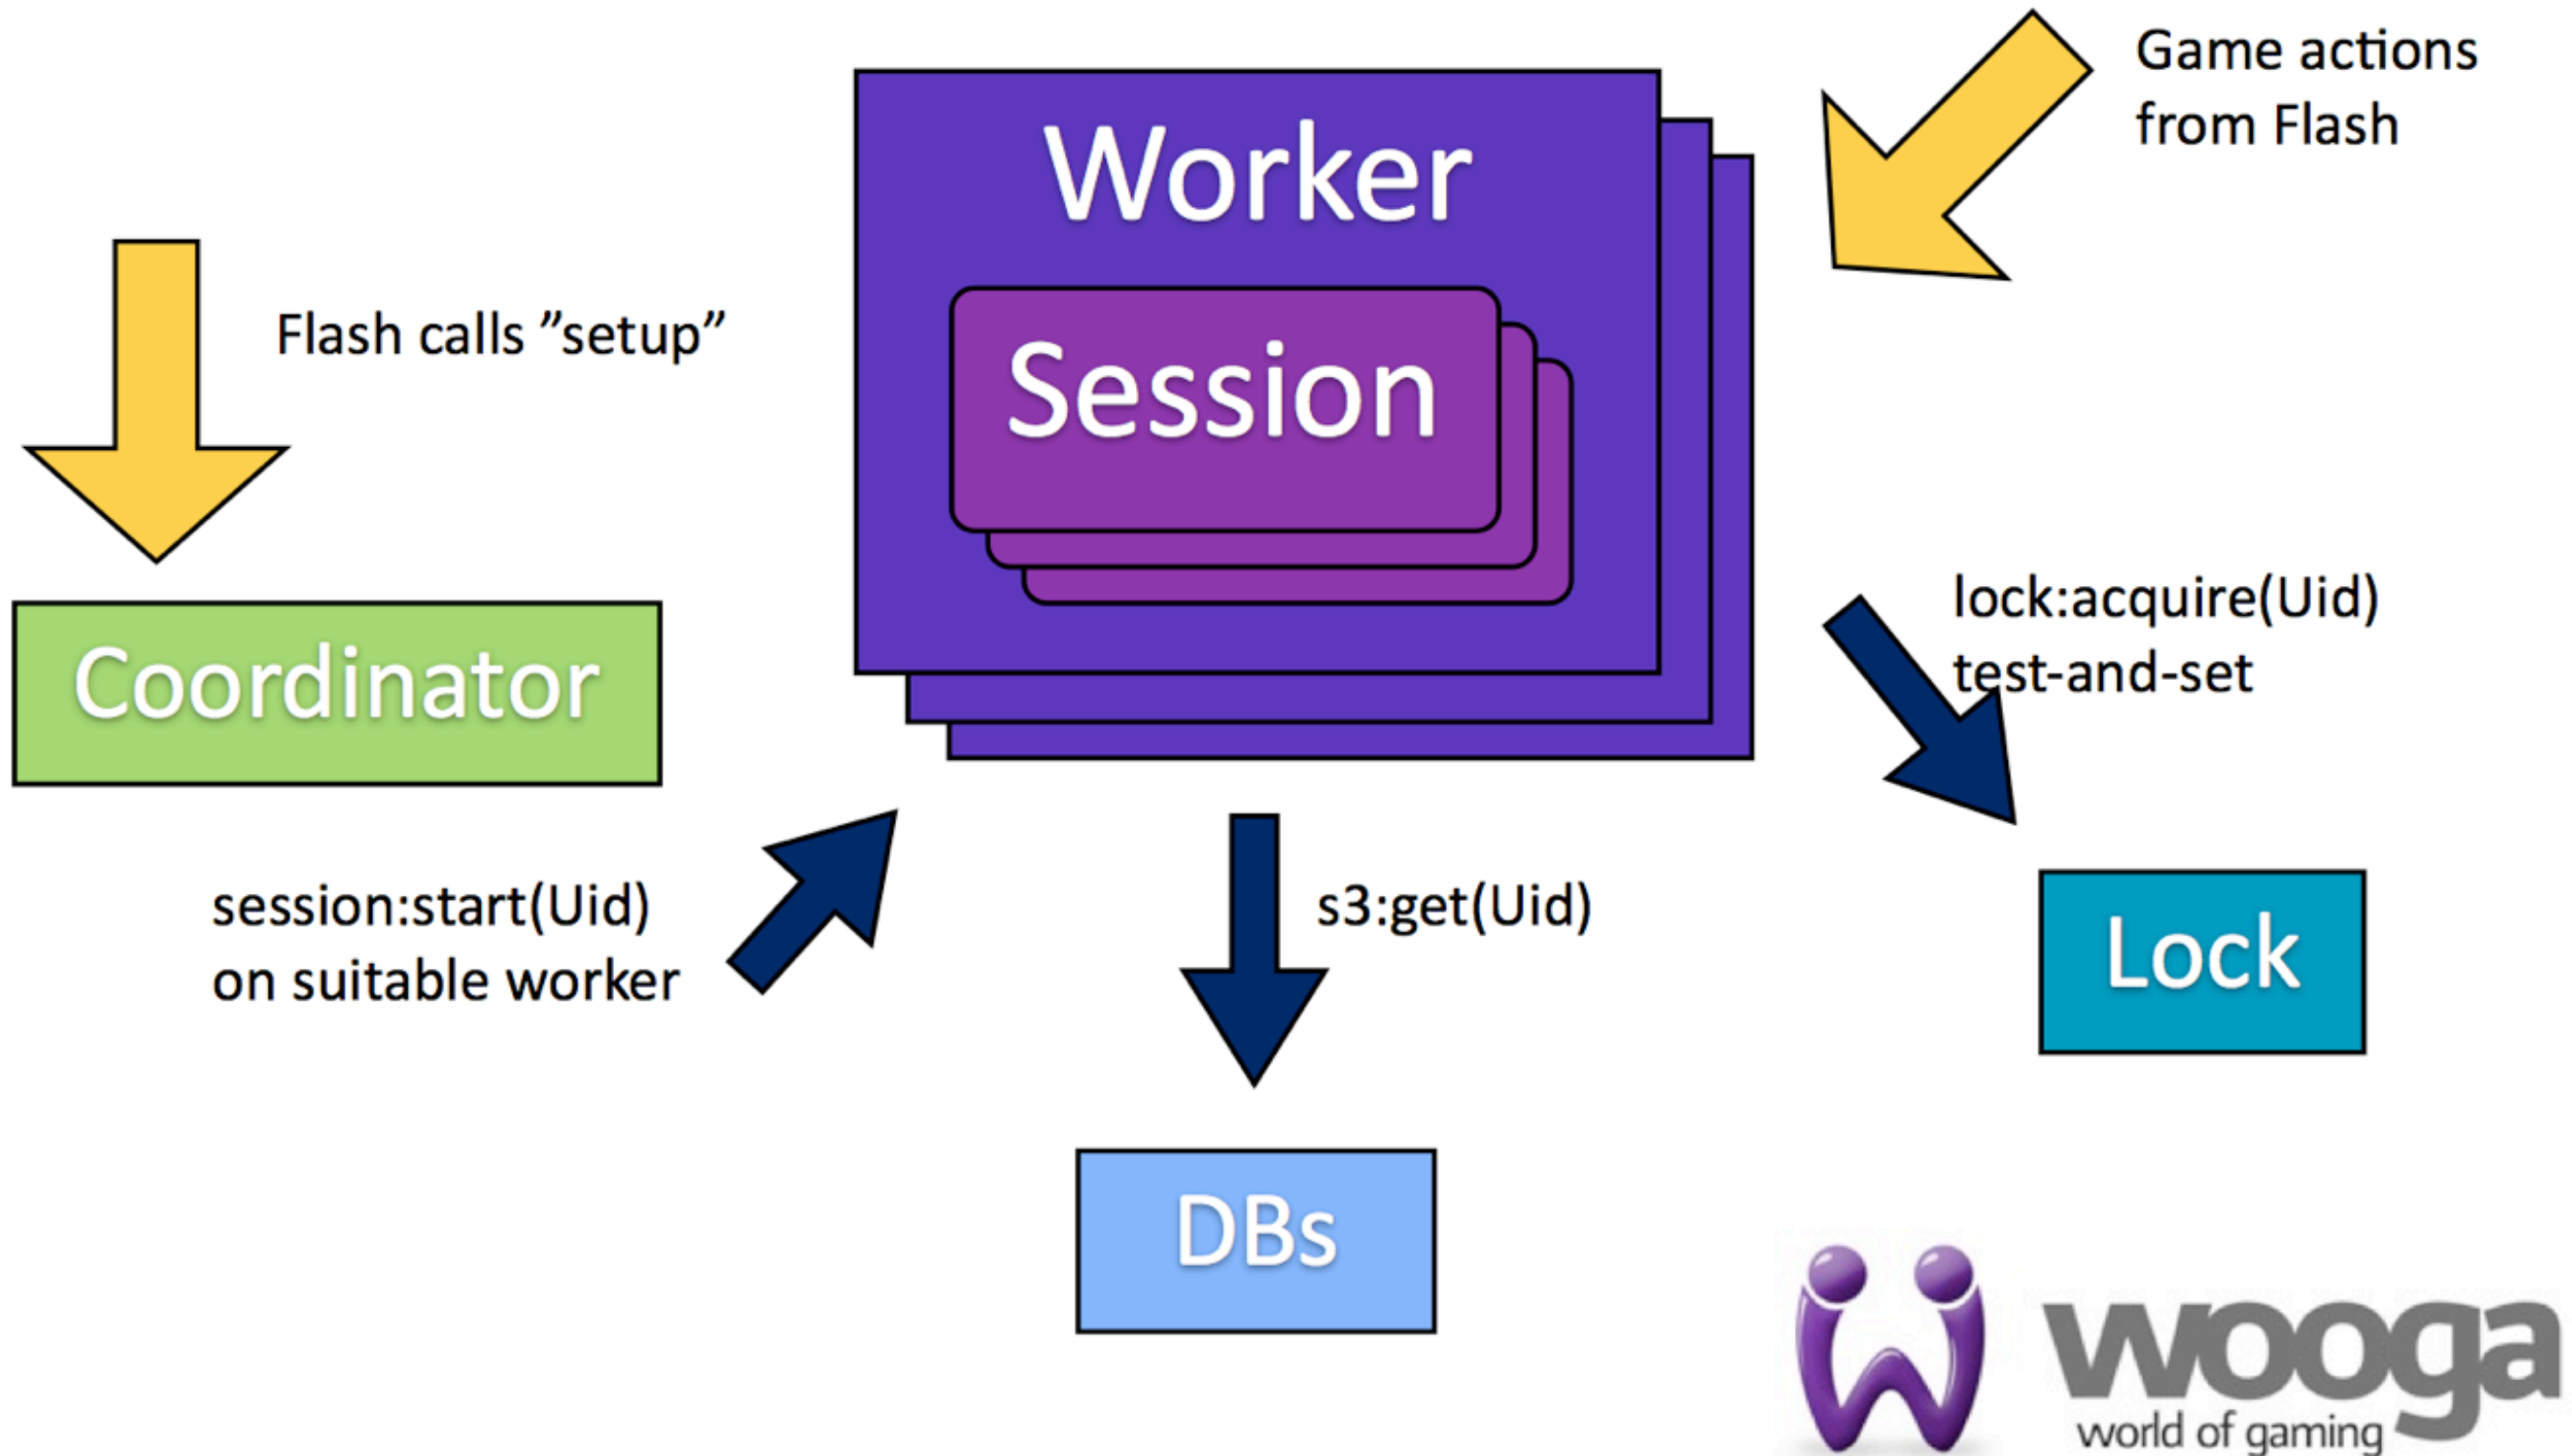 Game actions
from Flash
Worker
Flash calls ”setup”
Session
Coordinator
lock:acquire(Uid)
test-and-set
session:start(Uid)
on suitable worker
s3:get(Uid)
Lock
DBs
wooga
world of gaming